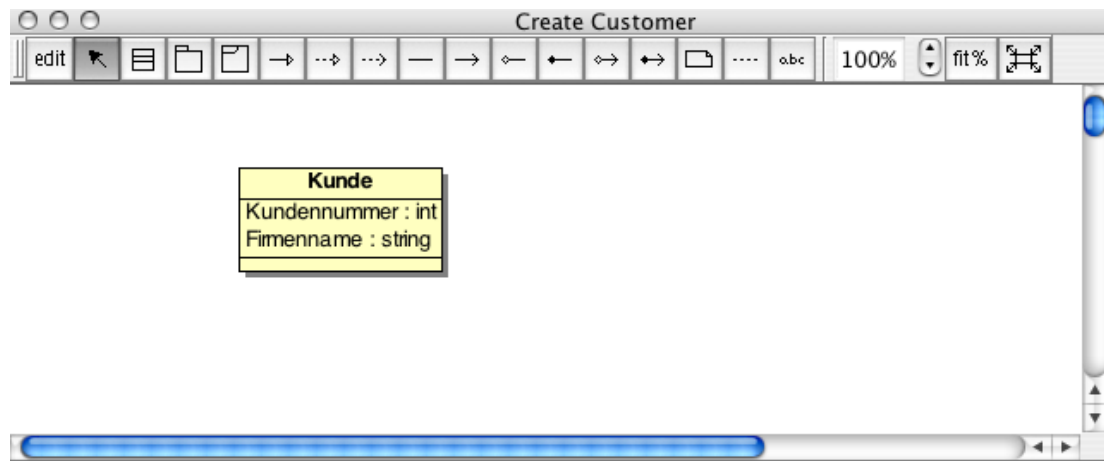 Create Customer
edit abc 100% fit%
Kunde
Kundennummer : int
Firmenname : string